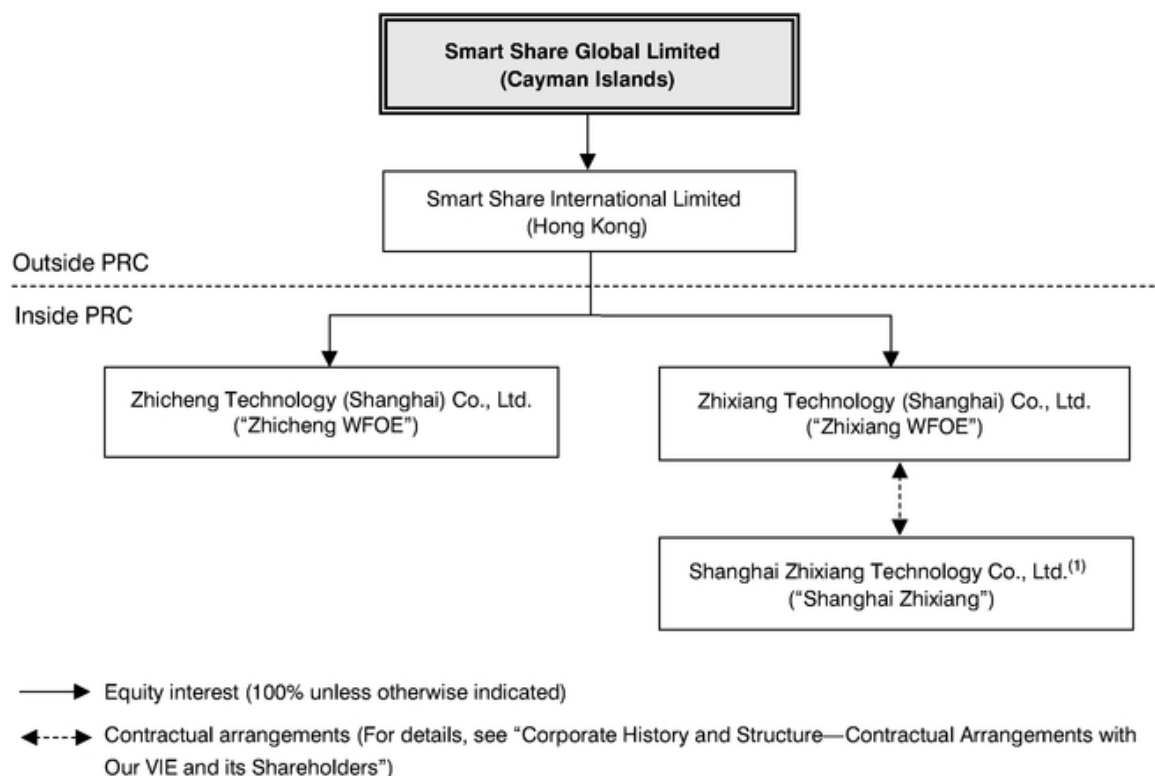 Smart Share Global Limited
(Cayman Islands)
Smart Share International Limited
(Hong Kong)
Outside PRC
Inside PRC
Zhicheng Technology (Shanghai) Co., Ltd.
(“Zhicheng WFOE”)
Zhixiang Technology (Shanghai) Co., Ltd.
(“Zhixiang WFOE”)
Shanghai Zhixiang Technology Co., Ltd.(1)
(“Shanghai Zhixiang”)
Equity interest (100% unless otherwise indicated)
Contractual arrangements (For details, see “Corporate History and Structure—Contractual Arrangements with
Our VIE and its Shareholders”)